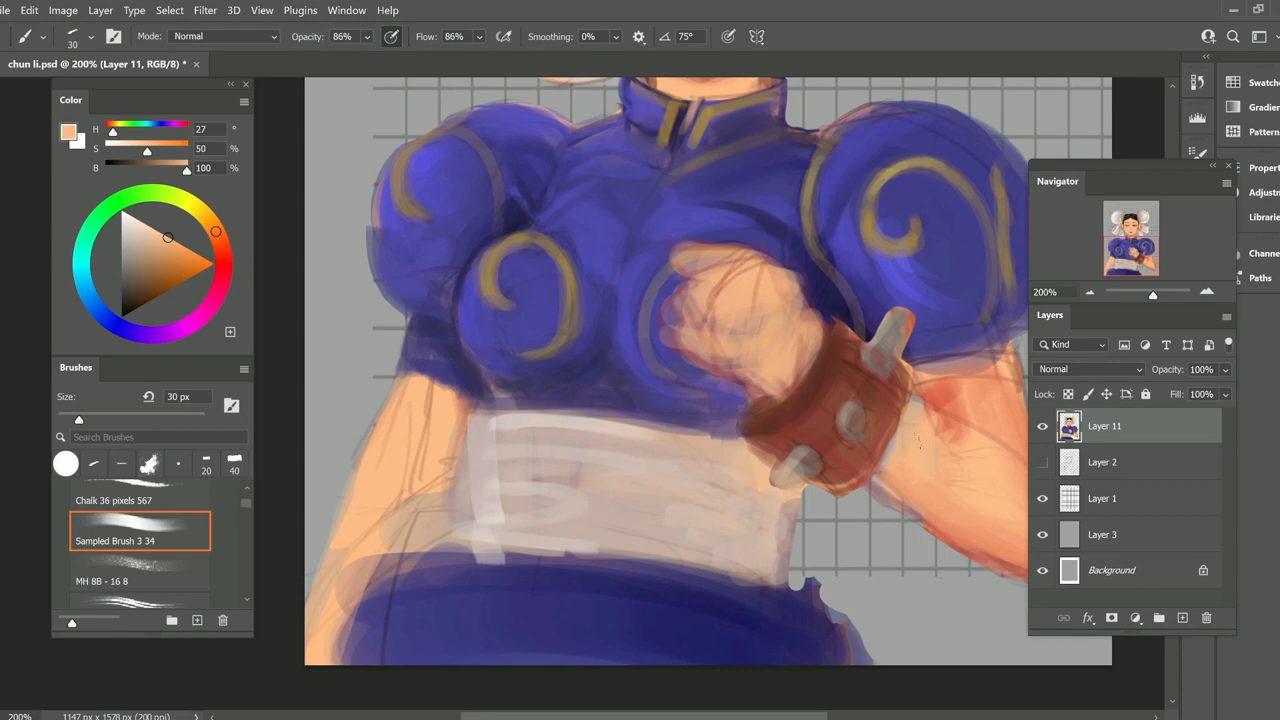 File Edit Image Layer Type Select Filter 3D View Plugins Window Help
30 Mode: Normal Opacity: 86% Flow: 86% Smoothing: 0% 75°
chun li.psd @ 200% (Layer 11, RGB/8) *
Color
H 27 °
S 50 %
B 100 %
Brushes
Size: 30 px
Search Brushes
20 40
Chalk 36 pixels 567
Sampled Brush 3 34
MH 8B - 16 8
Swatche
Gradien
Pattern
Propert
Adjustm
Librarie
Channe
Paths
Navigator
200%
Layers
Kind
Normal Opacity: 100%
Lock: Fill: 100%
Layer 11
Layer 2
Layer 1
Layer 3
Background
fx
200% 1147 px x 1578 px (200 ppi)